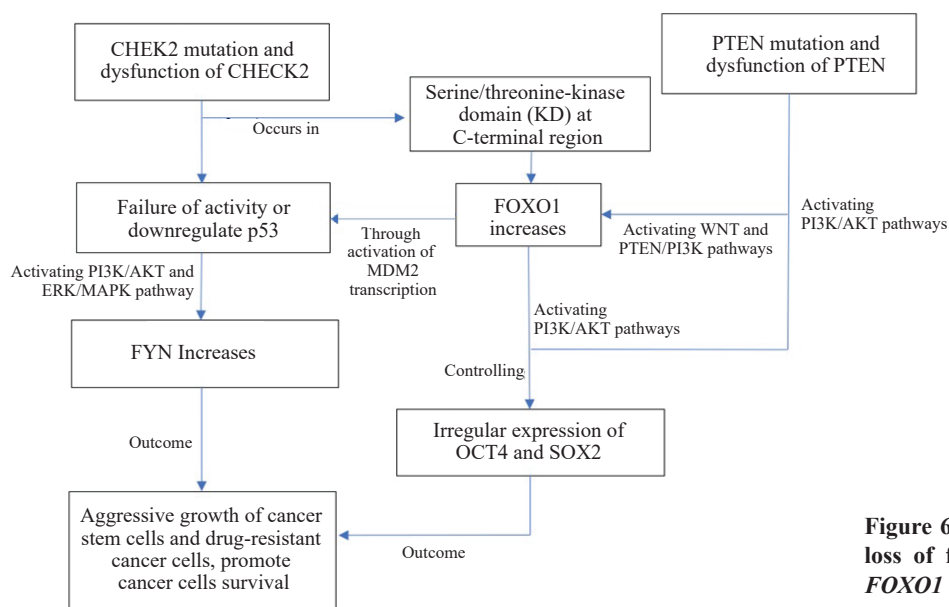 CHEK2 mutation and
dysfunction of CHECK2
PTEN mutation and
dysfunction of PTEN
Serine/threonine-kinase
domain (KD) at
C-terminal region
Occurs in
Failure of activity or
downregulate p53
Through
activation of
MDM2
transcription
FOXO1
increases
Activating WNT and
PTEN/PI3K pathways
Activating
PI3K/AKT pathways
Activating PI3K/AKT and
ERK/MAPK pathway
Activating
PI3K/AKT pathways
FYN Increases
Controlling
Outcome
Irregular expression of
OCT4 and SOX2
Aggressive growth of cancer
stem cells and drug-resistant
cancer cells, promote
cancer cells survival
Outcome
Figure 6
loss of f
FOXO1